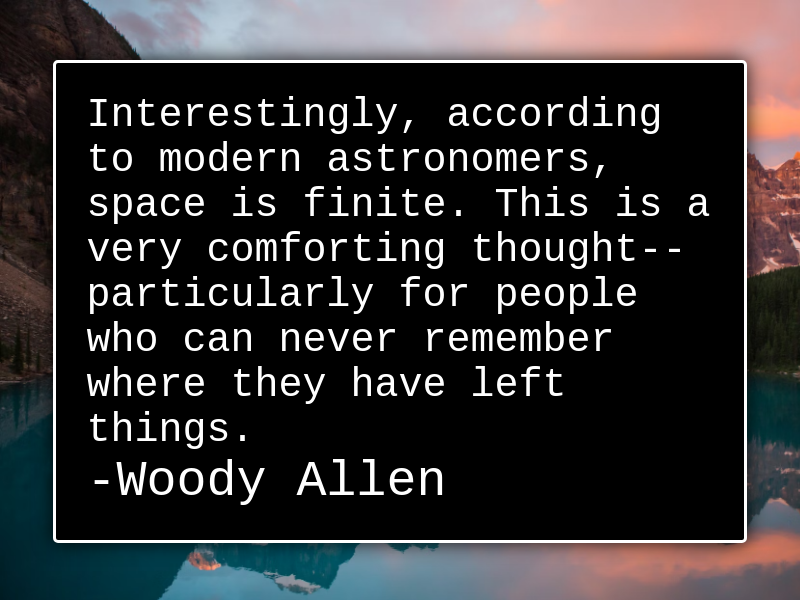 Interestingly, according
to modern astronomers,
space is finite. This is a
very comforting thought--
particularly for people
who can never remember
where they have left
things.
-Woody Allen